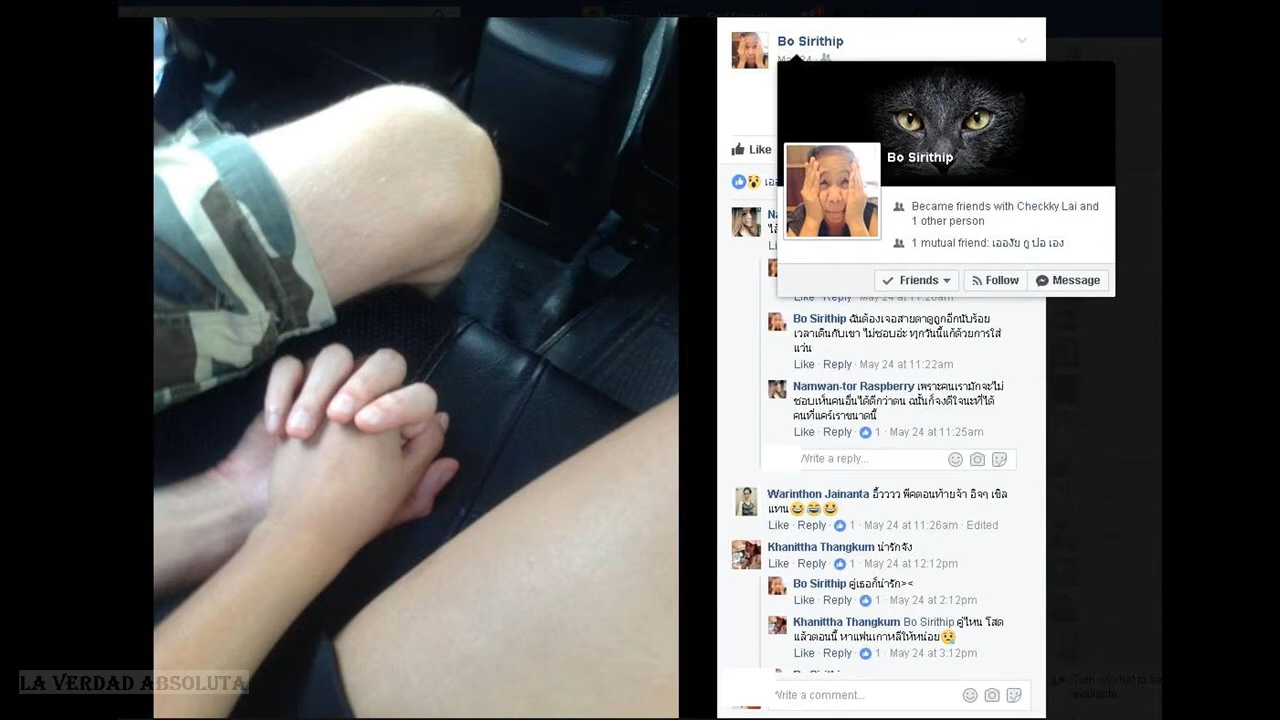 Bo Sirithip
Bo Sirithip
Became friends with Checkky Lai and
1 other person
1 mutual friend: เอองัย กู ปอ เอง
Friends
Follow
Message
Like
Like · Reply
Bo Sirithip ฉันต้องเจอสายตาดูถูกอีกนับร้อย
เวลาเดินกับเขา ไม่ชอบอ่ะ ทุกวันนี้แก้ด้วยการใส่
แว่น
Like · Reply · May 24 at 11:22am
Namwan-tor Raspberry เพราะคนเรามักจะไม่
ชอบเห็นคนอื่นได้ดีกว่าตน ฉนั้นก็จงดีใจนะที่ได้
คนที่แคร์เราขนาดนี้
Like · Reply · 1 · May 24 at 11:25am
Write a reply...
Warinthon Jainanta อิ้วววว พีคตอนท้ายจ้า อิจๆ เขิล
แทน
Like · Reply · 1 · May 24 at 11:26am · Edited
Khanittha Thangkum น่ารักจัง
Like · Reply · 1 · May 24 at 12:12pm
Bo Sirithip คู่เธอก็น่ารัก><
Like · Reply · 1 · May 24 at 2:12pm
Khanittha Thangkum Bo Sirithip คู่ไหน โสด
แล้วตอนนี้ หาแฟนเกาหลีให้หน่อย
Like · Reply · 1 · May 24 at 3:12pm
Write a comment...
LA VERDAD ABSOLUTA
Turn on chat to se
available.